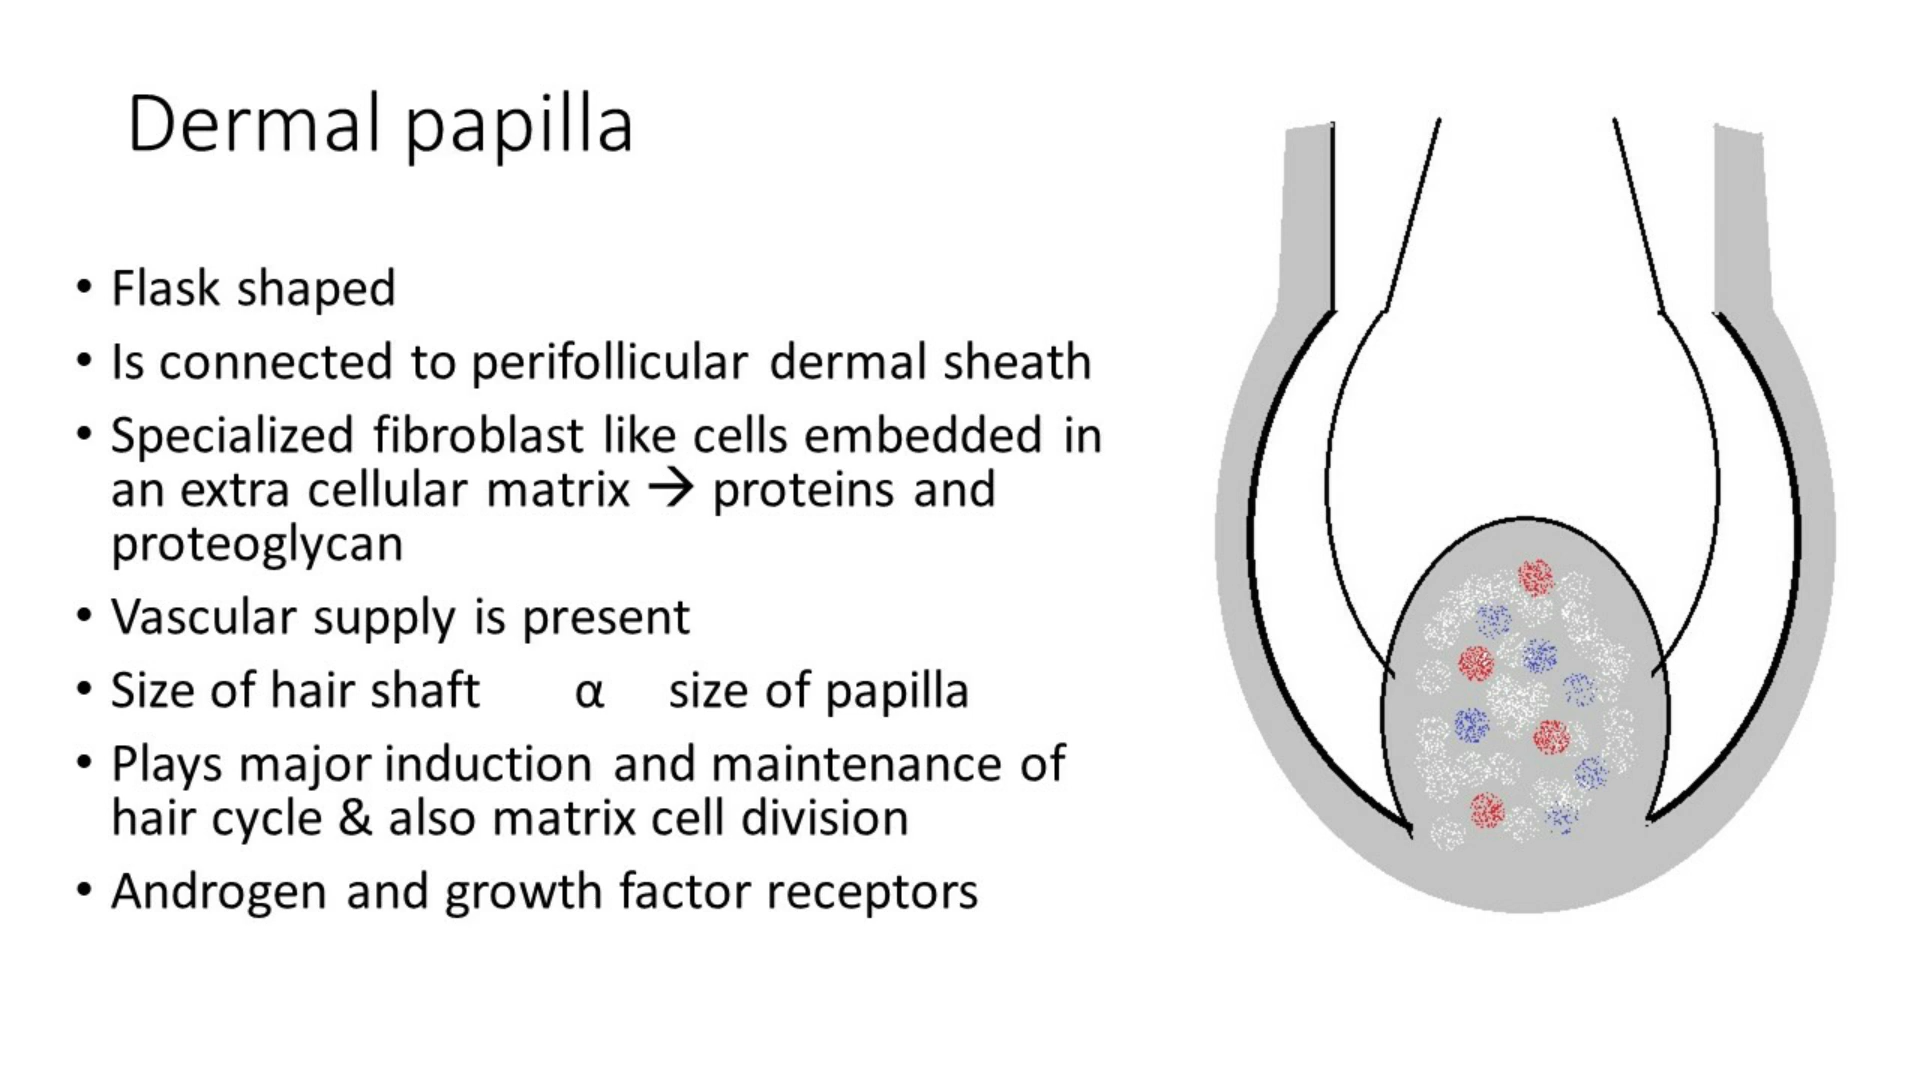 Dermal papilla
• Flask shaped
• Is connected to perifollicular dermal sheath
• Specialized fibroblast like cells embedded in
an extra cellular matrix → proteins and
proteoglycan
• Vascular supply is present
• Size of hair shaft α size of papilla
• Plays major induction and maintenance of
hair cycle & also matrix cell division
• Androgen and growth factor receptors